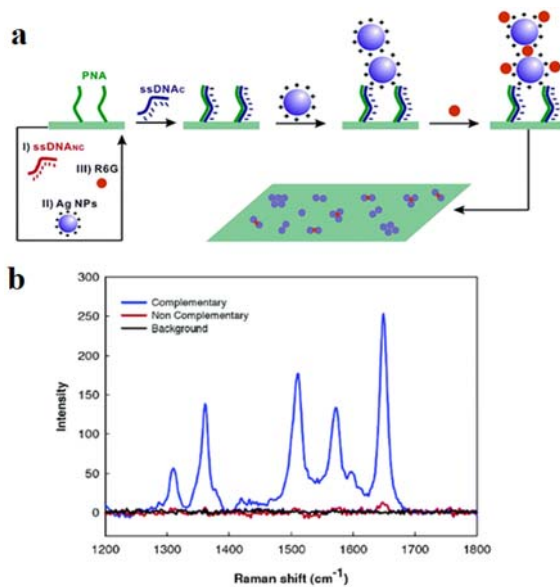 a
PNA
ssDNAC
I) ssDNANC
III) R6G
II) Ag NPs
b
300
250
200
150
100
50
0
Intensity
Complementary
Non Complementary
Background
1200 1300 1400 1500 1600 1700 1800
Raman shift (cm⁻¹)